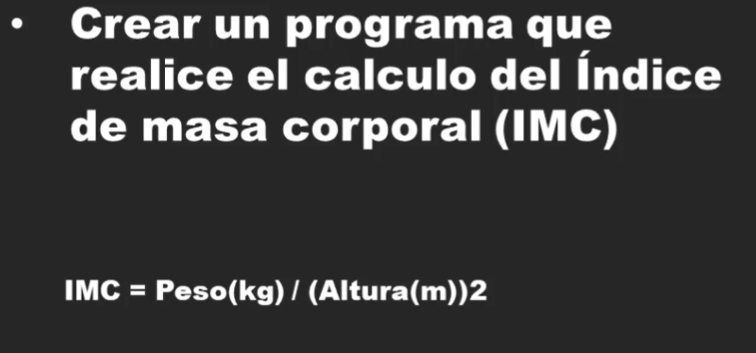 • Crear un programa que
realice el calculo del Índice
de masa corporal (IMC)
IMC = Peso(kg) / (Altura(m))2